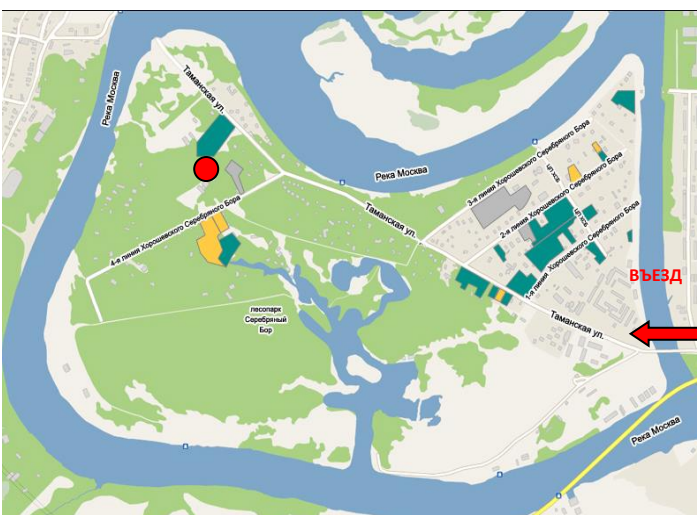 Таманская ул.
Река Москва
Река Москва
3-я линия Хорошевского Серебряного Бора
2-я линия Хорошевского Серебряного Бора
Таманская ул.
4-я линия Хорошевского Серебряного Бора
1-я линия Хорошевского Серебряного Бора
ВЪЕЗД
лесопарк
Серебряный
Бор
Таманская ул.
Река Москва